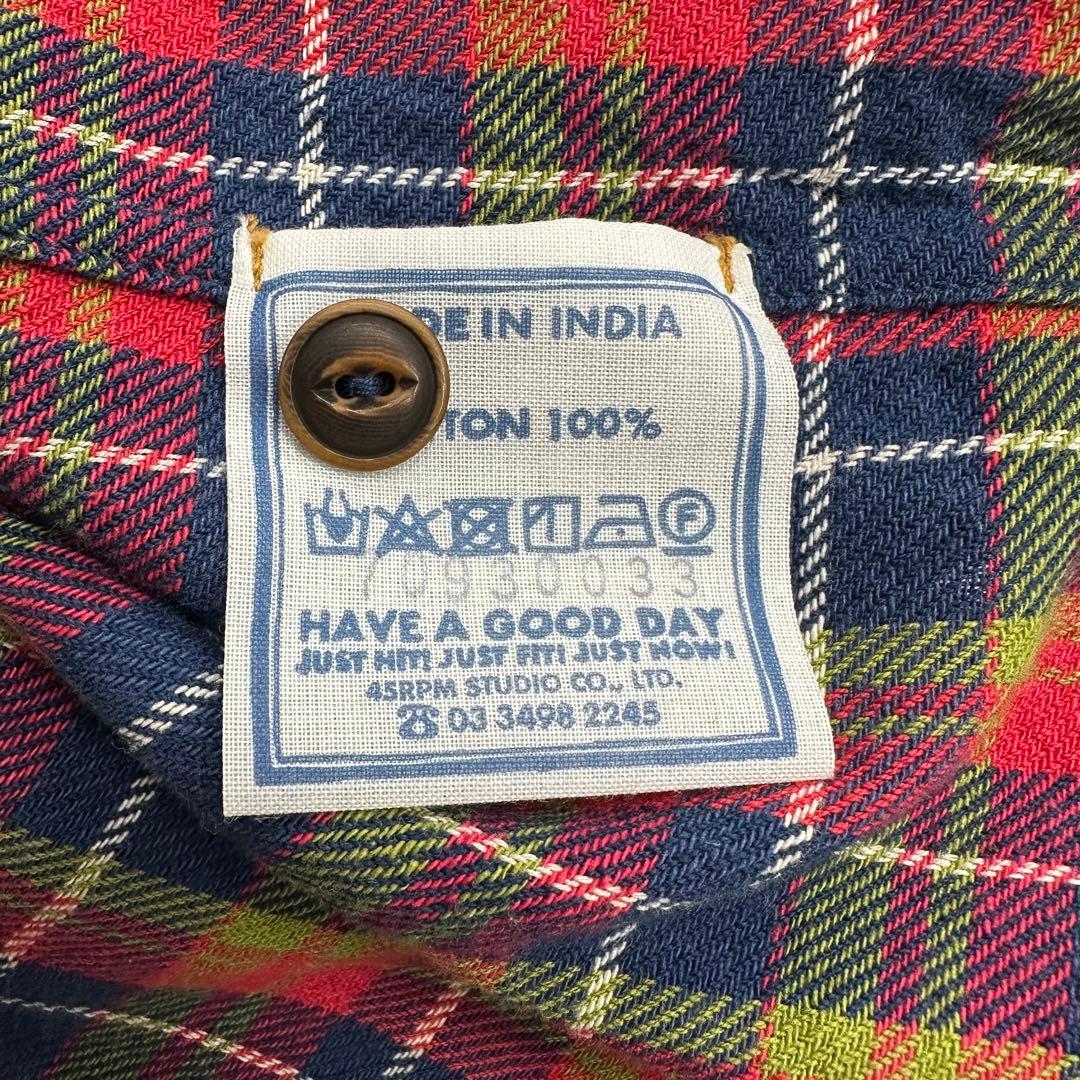 DE IN INDIA
TON 100%
F
70930033
HAVE A GOOD DAY
JUST HIT! JUST FIT! JUST NOW!
45RPM STUDIO CO., LTD.
☎ 03 3498 2245